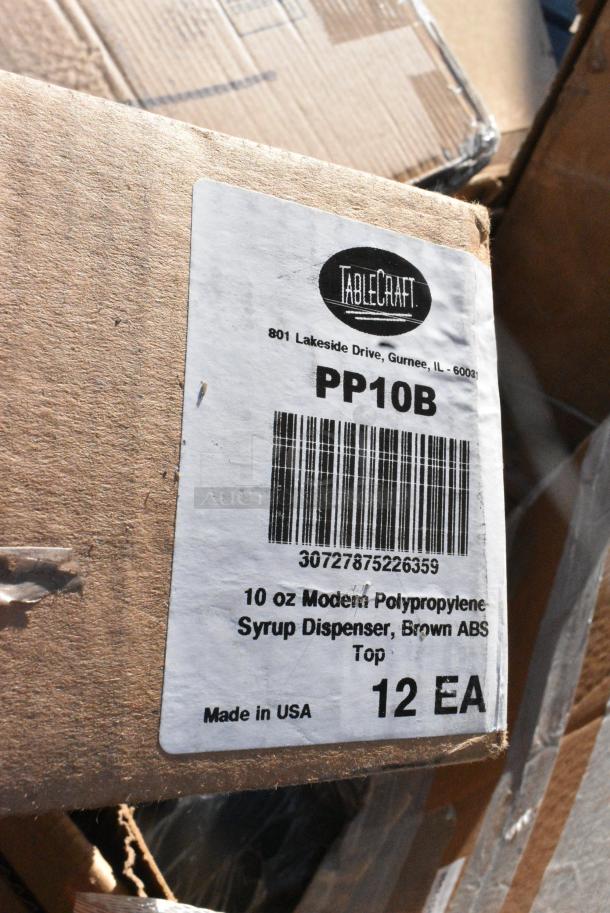 TABLECRAFT
801 Lakeside Drive, Gurnee, IL - 60031
PP10B
30727875226359
10 oz Modern Polypropylene
Syrup Dispenser, Brown ABS
Top
12 EA
Made in USA